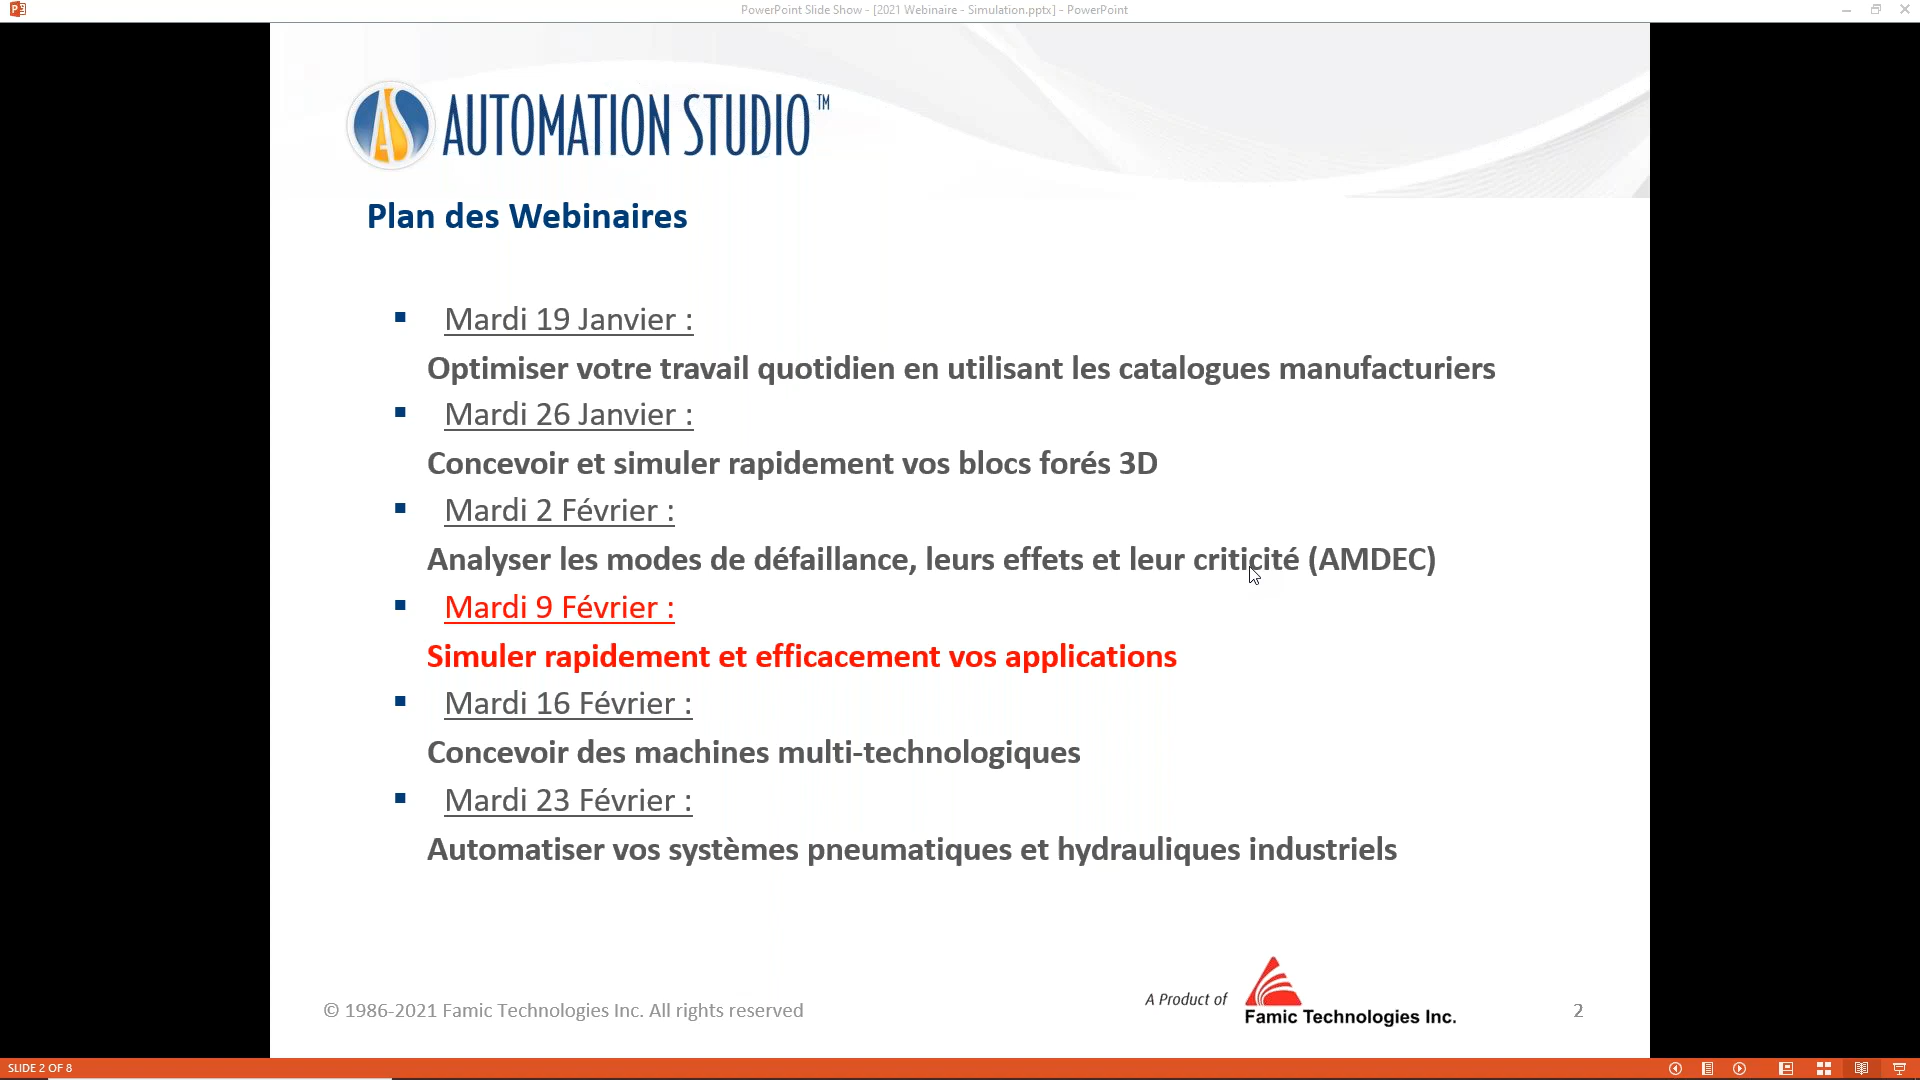 PowerPoint Slide Show - [2021 Webinaire - Simulation.pptx] - PowerPoint
AUTOMATION STUDIO™
Plan des Webinaires
Mardi 19 Janvier :
Optimiser votre travail quotidien en utilisant les catalogues manufacturiers
Mardi 26 Janvier :
Concevoir et simuler rapidement vos blocs forés 3D
Mardi 2 Février :
Analyser les modes de défaillance, leurs effets et leur criticité (AMDEC)
Mardi 9 Février :
Simuler rapidement et efficacement vos applications
Mardi 16 Février :
Concevoir des machines multi-technologiques
Mardi 23 Février :
Automatiser vos systèmes pneumatiques et hydrauliques industriels
© 1986-2021 Famic Technologies Inc. All rights reserved
A Product of
Famic Technologies Inc.
2
SLIDE 2 OF 8